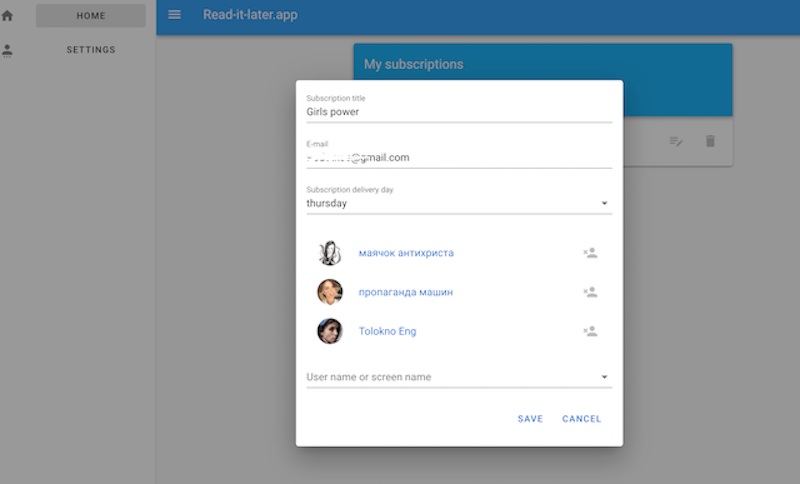 HOME
Read-it-later.app
SETTINGS
My subscriptions
Subscription title
Girls power
E-mail
@gmail.com
Subscription delivery day
thursday
маячок антихриста
пропаганда машин
Tolokno Eng
User name or screen name
SAVE CANCEL